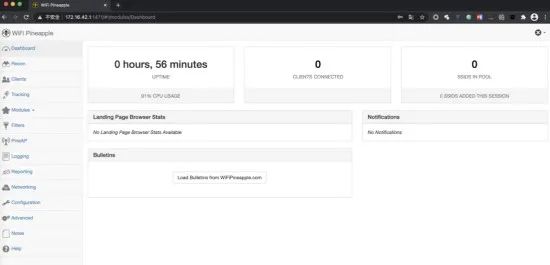 WiFi Pineapple
不安全 172.16.42.1:1471/#/modules/Dashboard
WiFi Pineapple
Dashboard
Recon
Clients
Tracking
Modules
Filters
PineAP
Logging
Reporting
Networking
Configuration
Advanced
Notes
Help
0 hours, 56 minutes
UPTIME
91% CPU USAGE
0
CLIENTS CONNECTED
0
SSIDS IN POOL
0 SSIDS ADDED THIS SESSION
Landing Page Browser Stats
No Landing Page Browser Stats Available
Notifications
No Notifications
Bulletins
Load Bulletins from WiFiPineapple.com